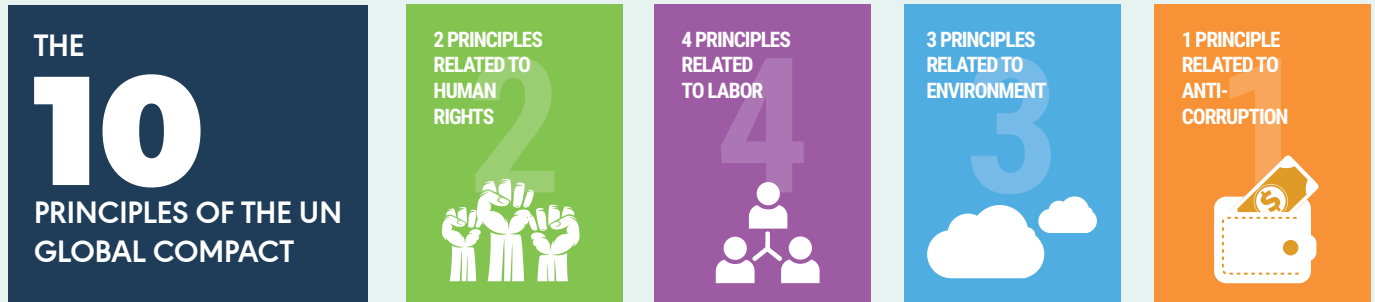 THE
10
PRINCIPLES OF THE UN
GLOBAL COMPACT
2 PRINCIPLES
RELATED TO
HUMAN
RIGHTS
2
4 PRINCIPLES
RELATED
TO LABOR
4
3 PRINCIPLES
RELATED TO
ENVIRONMENT
3
1 PRINCIPLE
RELATED TO
ANTI-
CORRUPTION
1
$